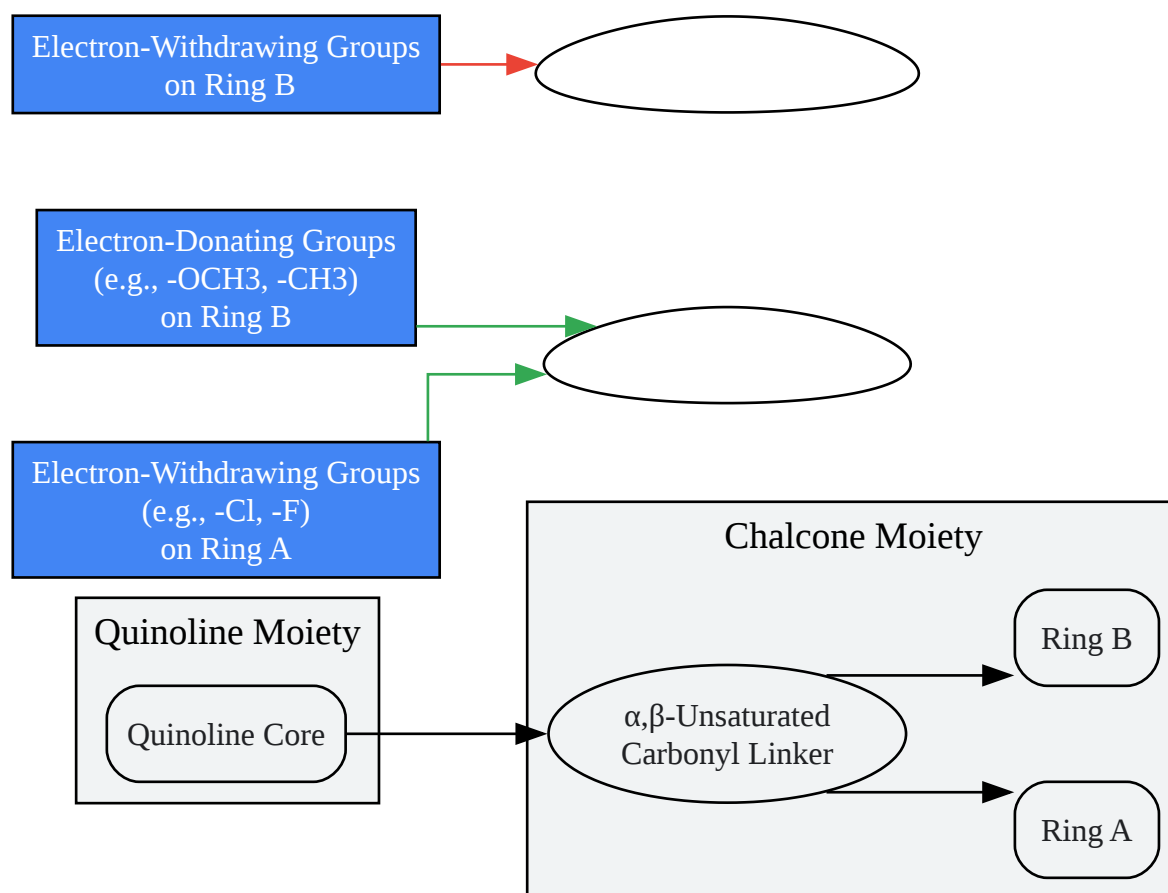 Electron-Withdrawing Groups
on Ring B
Electron-Donating Groups
(e.g., -OCH3, -CH3)
on Ring B
Electron-Withdrawing Groups
(e.g., -Cl, -F)
on Ring A
Chalcone Moiety
Quinoline Moiety
Ring B
Quinoline Core
α,β-Unsaturated
Carbonyl Linker
Ring A